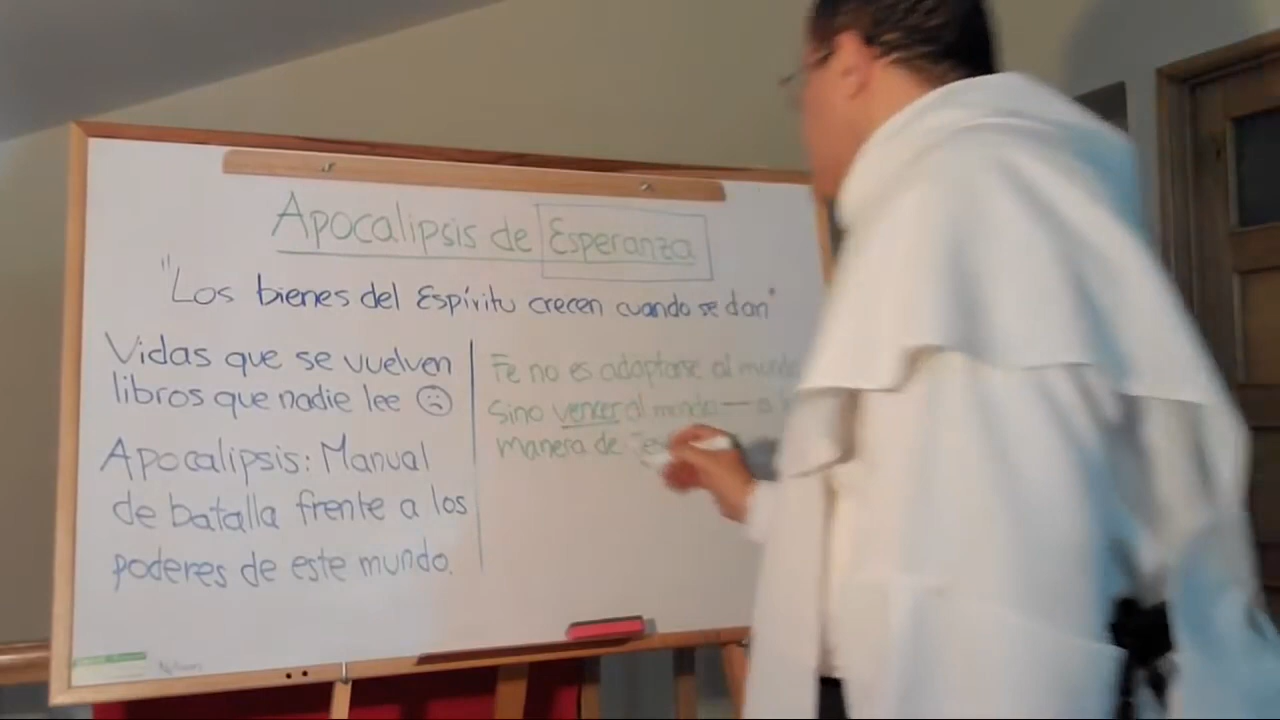 Apocalipsis de Esperanza
"Los bienes del Espíritu crecen cuando se dan"
Vidas que se vuelven
libros que nadie lee
Apocalipsis: Manual
de batalla frente a los
poderes de este mundo.
Fe no es adaptarse al mundo
sino vencer al mundo — a
manera de